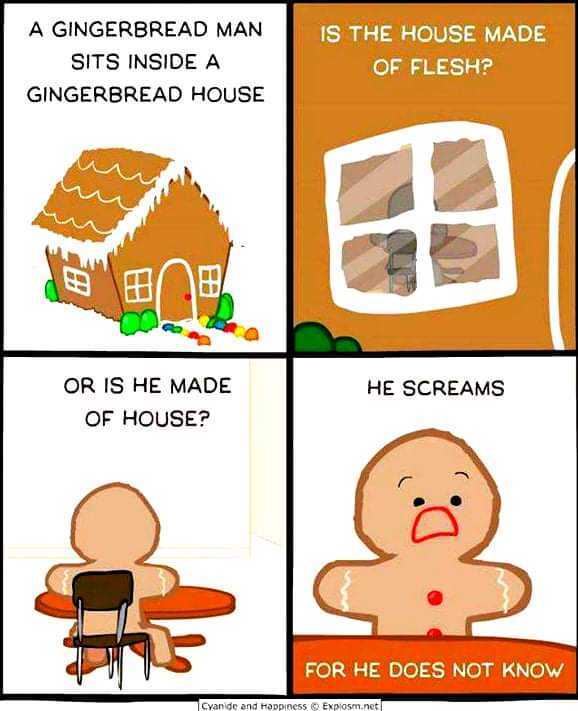 A GINGERBREAD MAN
SITS INSIDE A
GINGERBREAD HOUSE
IS THE HOUSE MADE
OF FLESH?
OR IS HE MADE
OF HOUSE?
HE SCREAMS
FOR HE DOES NOT KNOW
Cyanide and Happiness © Explosm.net